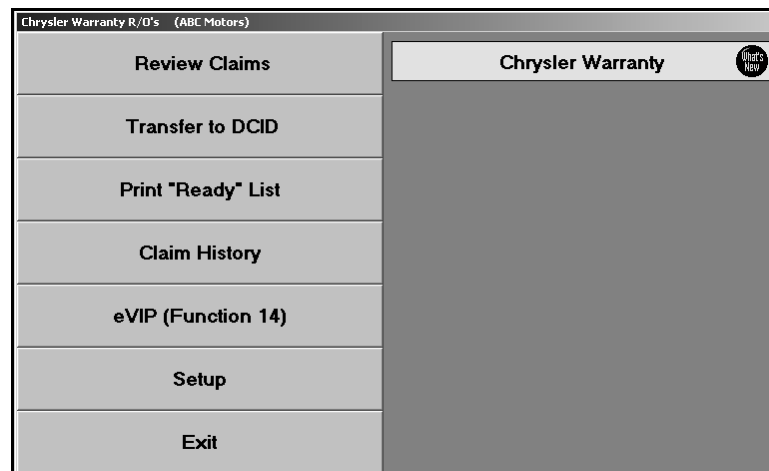 Chrysler Warranty R/O's (ABC Motors)
Review Claims
Chrysler Warranty
What's
New
Transfer to DCID
Print "Ready" List
Claim History
eVIP (Function 14)
Setup
Exit